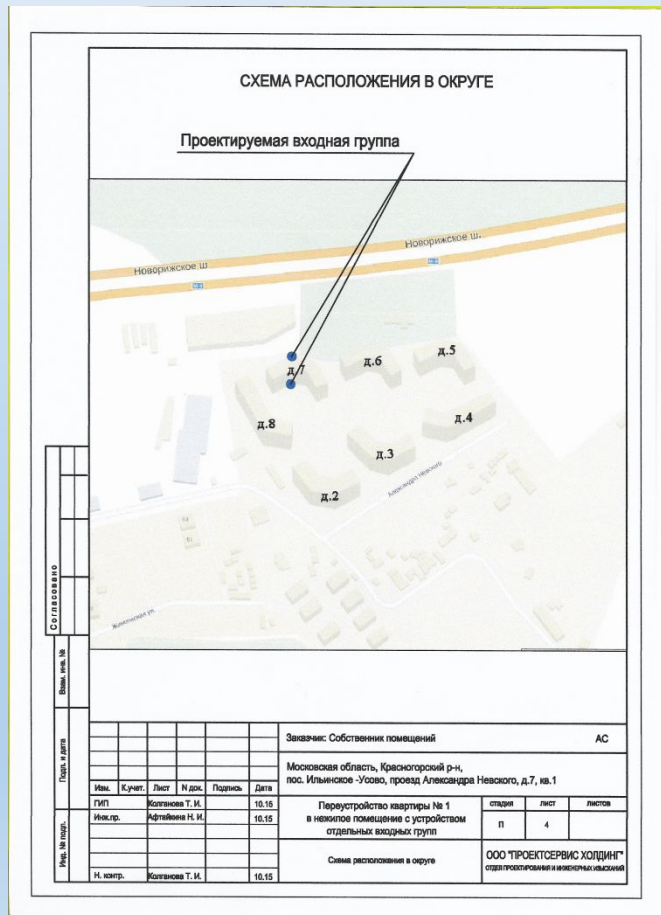 СХЕМА РАСПОЛОЖЕНИЯ В ОКРУГЕ
Проектируемая входная группа
Новорижское ш.
Новорижское ш
М-9
М-9
д.5
д.6
д.7
д.8
д.4
д.3
д.2
Александра Невского
Согласовано
Взам. инв. №
Подп. и дата
Инв. № подл.
Заказчик: Собственник помещений
АС
Московская область, Красногорский р-н,
пос. Ильинское -Усово, проезд Александра Невского, д.7, кв.1
Изм. К.учет. Лист N док. Подпись Дата
ГИП Колганова Т. И. 10.15
Инж.пр. Афтайкина Н. И. 10.15
Н. контр. Колганова Т. И. 10.15
Переустройство квартиры № 1
в нежилое помещение с устройством
отдельных входных групп
стадия лист листов
П 4
Схема расположения в округе
ООО "ПРОЕКТСЕРВИС ХОЛДИНГ"
ОТДЕЛ ПРОЕКТИРОВАНИЯ И ИНЖЕНЕРНЫХ ИЗЫСКАНИЙ